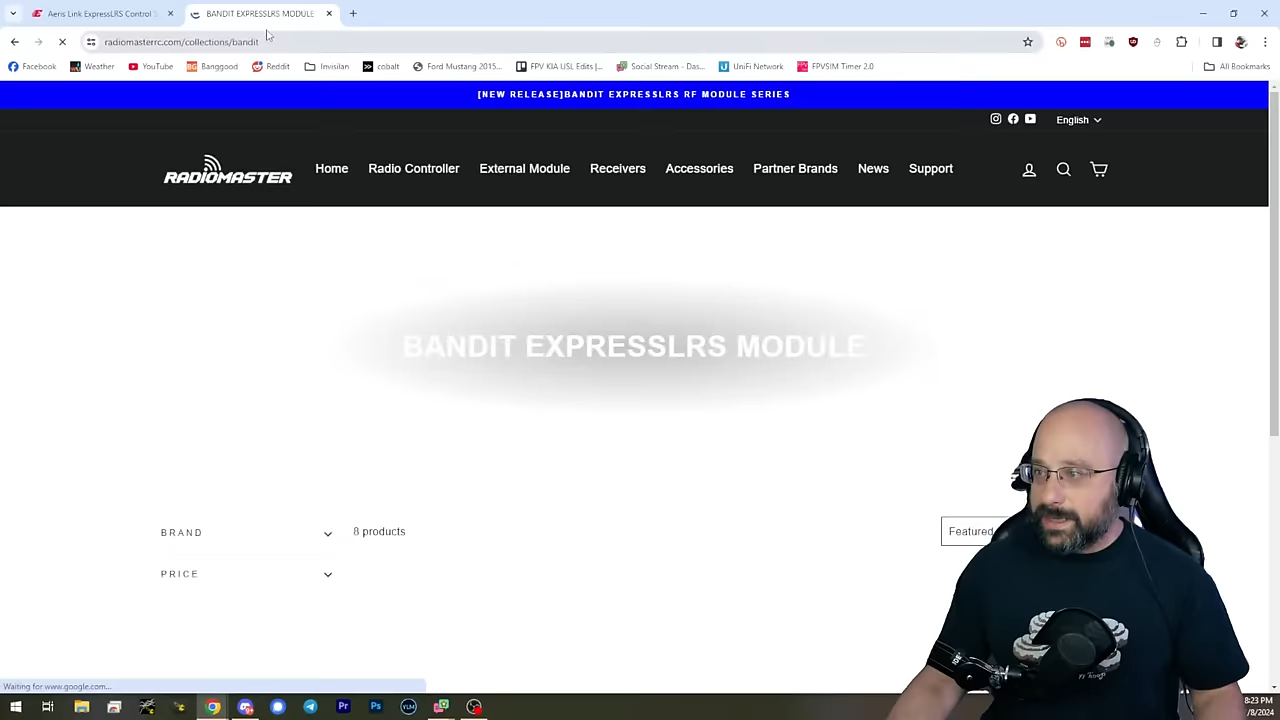 Aeris Link ExpressLRS Control S
BANDIT EXPRESSLRS MODULE
radiomasterrc.com/collections/bandit
Facebook
Weather
YouTube
Banggood
Reddit
Invisilan
cobalt
Ford Mustang 2015...
FPV KIA USL Edits |...
Social Stream - Das...
UniFi Network
FPVSIM Timer 2.0
All Bookmarks
[NEW RELEASE]BANDIT EXPRESSLRS RF MODULE SERIES
English
RADIOMASTER
Home
Radio Controller
External Module
Receivers
Accessories
Partner Brands
News
Support
BANDIT EXPRESSLRS MODULE
BRAND
8 products
Featured
PRICE
Waiting for www.google.com...
8:23 PM
/8/2024